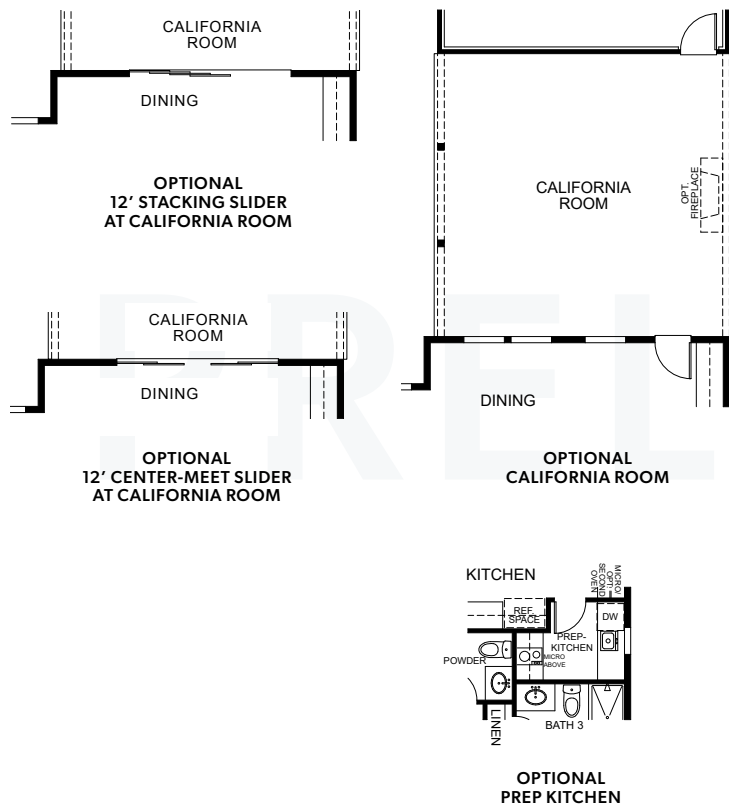 CALIFORNIA
ROOM
DINING
OPTIONAL
12’ STACKING SLIDER
AT CALIFORNIA ROOM
CALIFORNIA
ROOM
OPT.
FIREPLACE
DINING
OPTIONAL
CALIFORNIA ROOM
CALIFORNIA
ROOM
DINING
OPTIONAL
12’ CENTER-MEET SLIDER
AT CALIFORNIA ROOM
PREL
KITCHEN
MICRO/
OPT.
SECOND
OVEN
REF.
SPACE
DW
PREP-
KITCHEN
MICRO
ABOVE
POWDER
LINEN
BATH 3
OPTIONAL
PREP KITCHEN